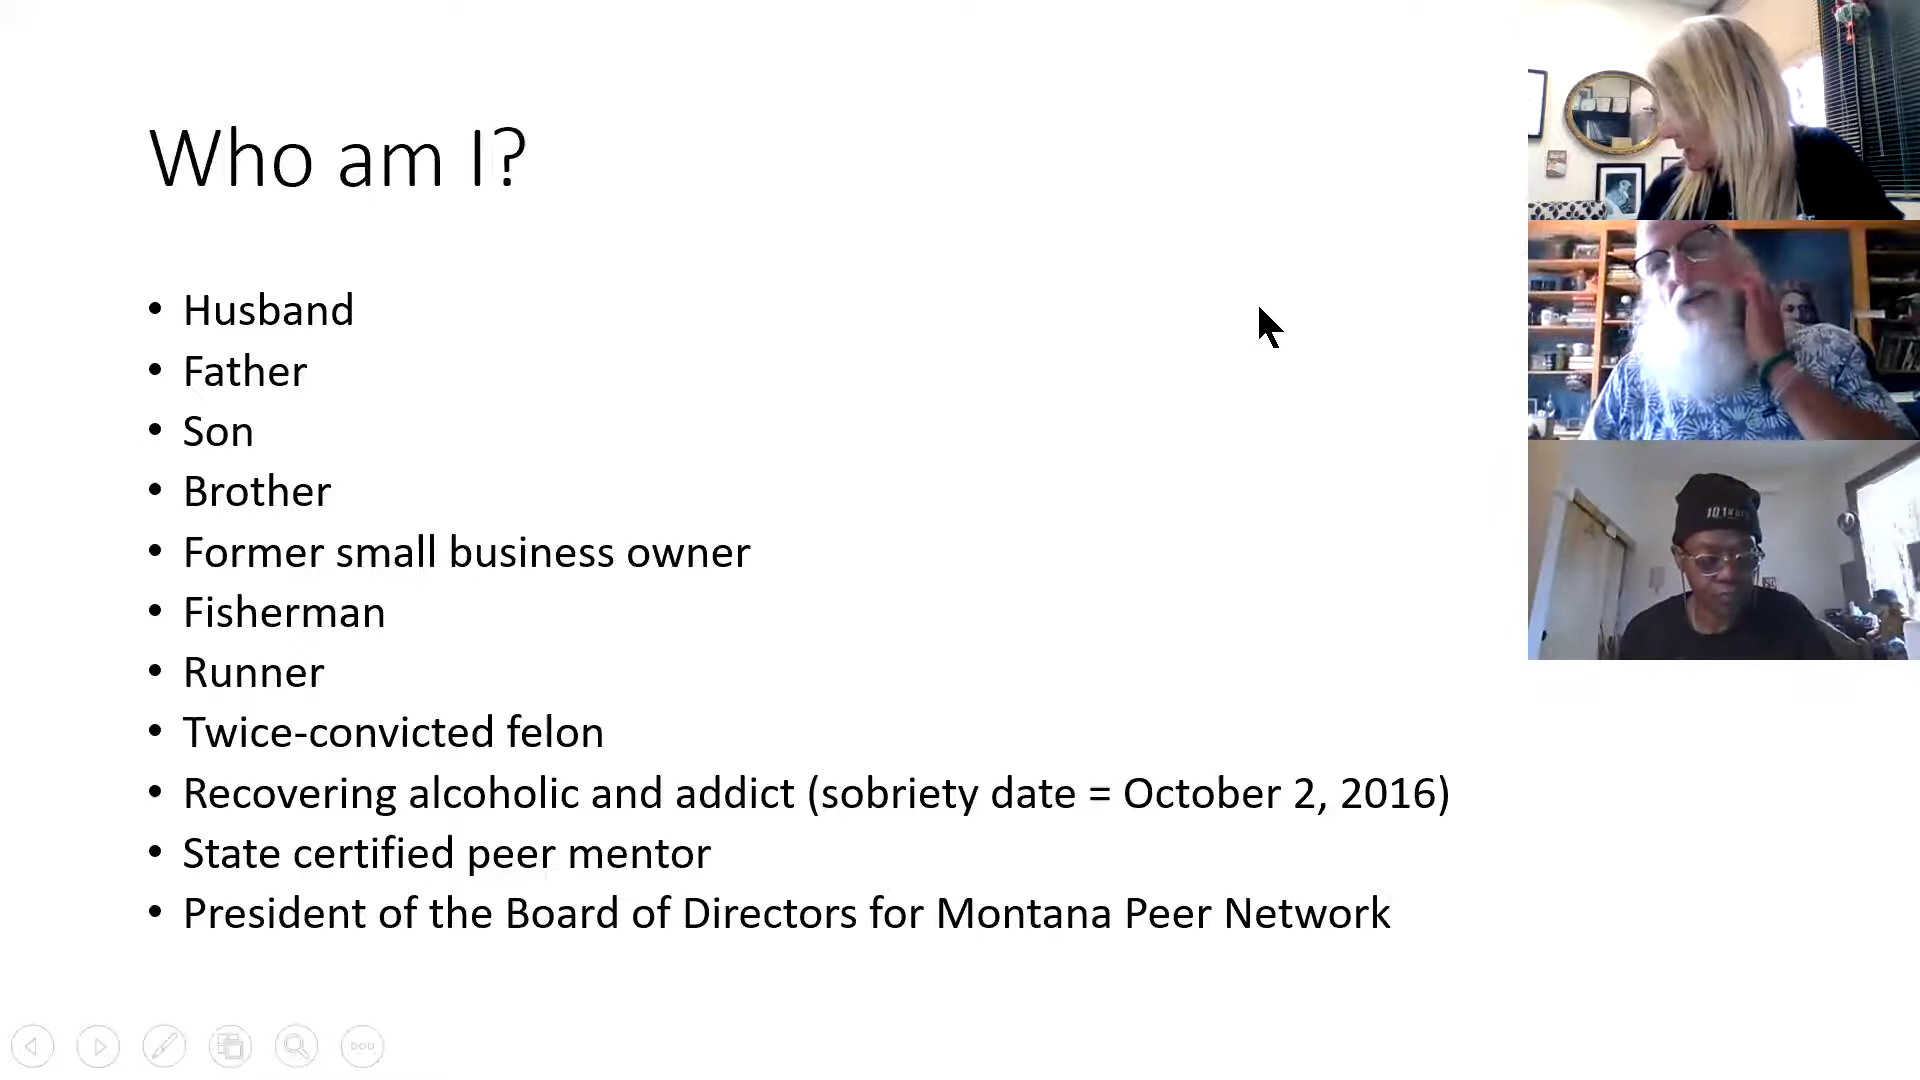 Who am I?
• Husband
• Father
• Son
• Brother
• Former small business owner
• Fisherman
• Runner
• Twice-convicted felon
• Recovering alcoholic and addict (sobriety date = October 2, 2016)
• State certified peer mentor
• President of the Board of Directors for Montana Peer Network